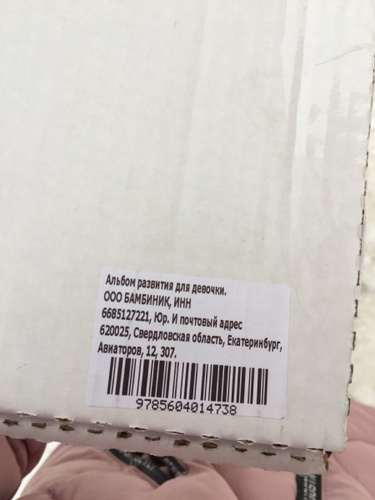 Альбом развития для девочки.
ООО БАМБИНИК, ИНН
6685127221, Юр. И почтовый адрес
620025, Свердловская область, Екатеринбург,
Авиаторов, 12, 307.
9785604014738